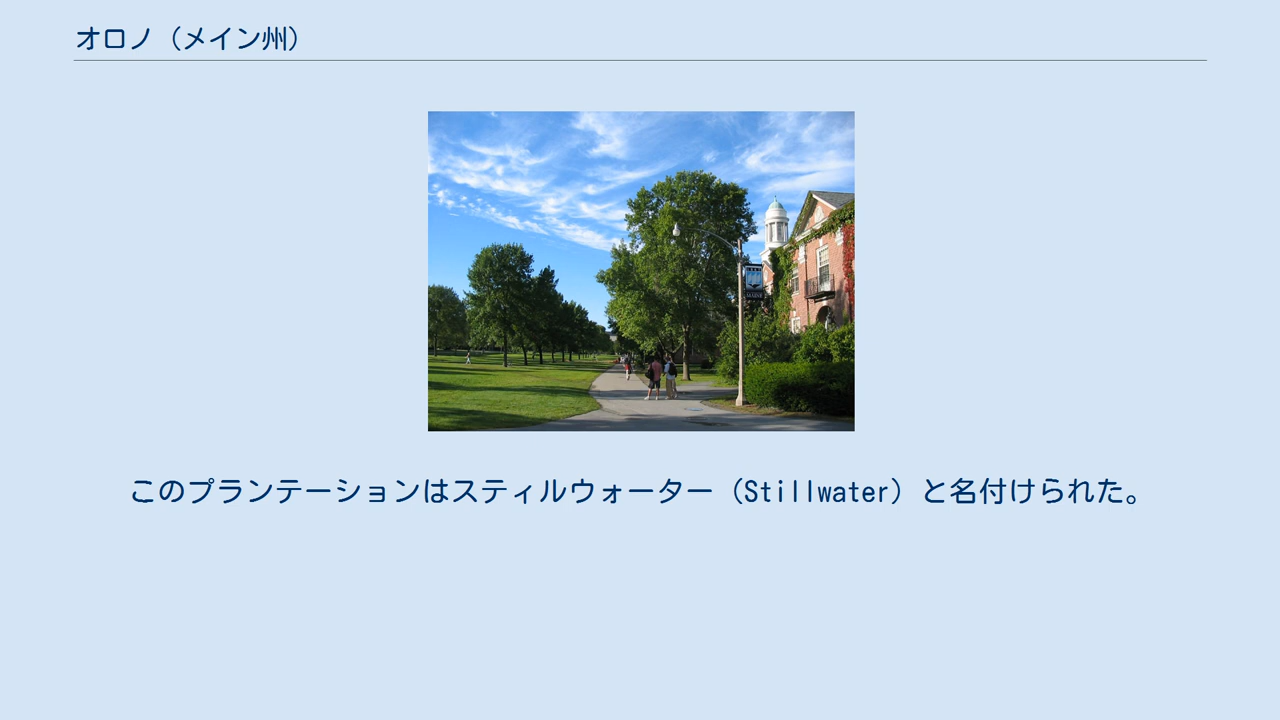 オロノ（メイン州）
MAINE
このプランテーションはスティルウォーター（Stillwater）と名付けられた。